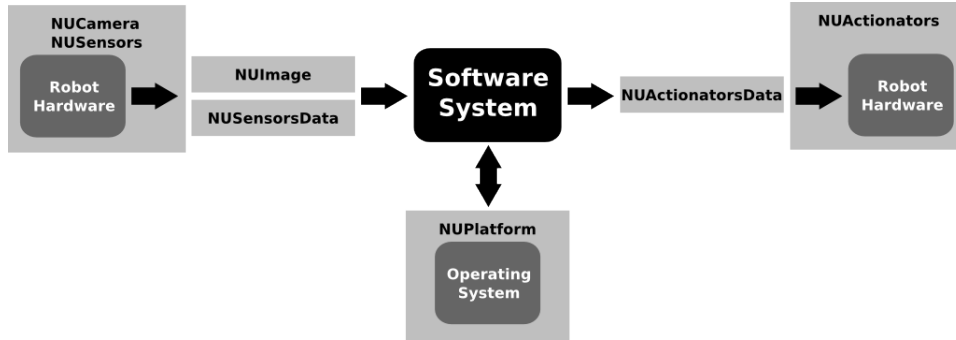 NUCamera
NUSensors
Robot
Hardware
NUImage
NUSensorsData
Software
System
NUActionatorsData
NUActionators
Robot
Hardware
NUPlatform
Operating
System